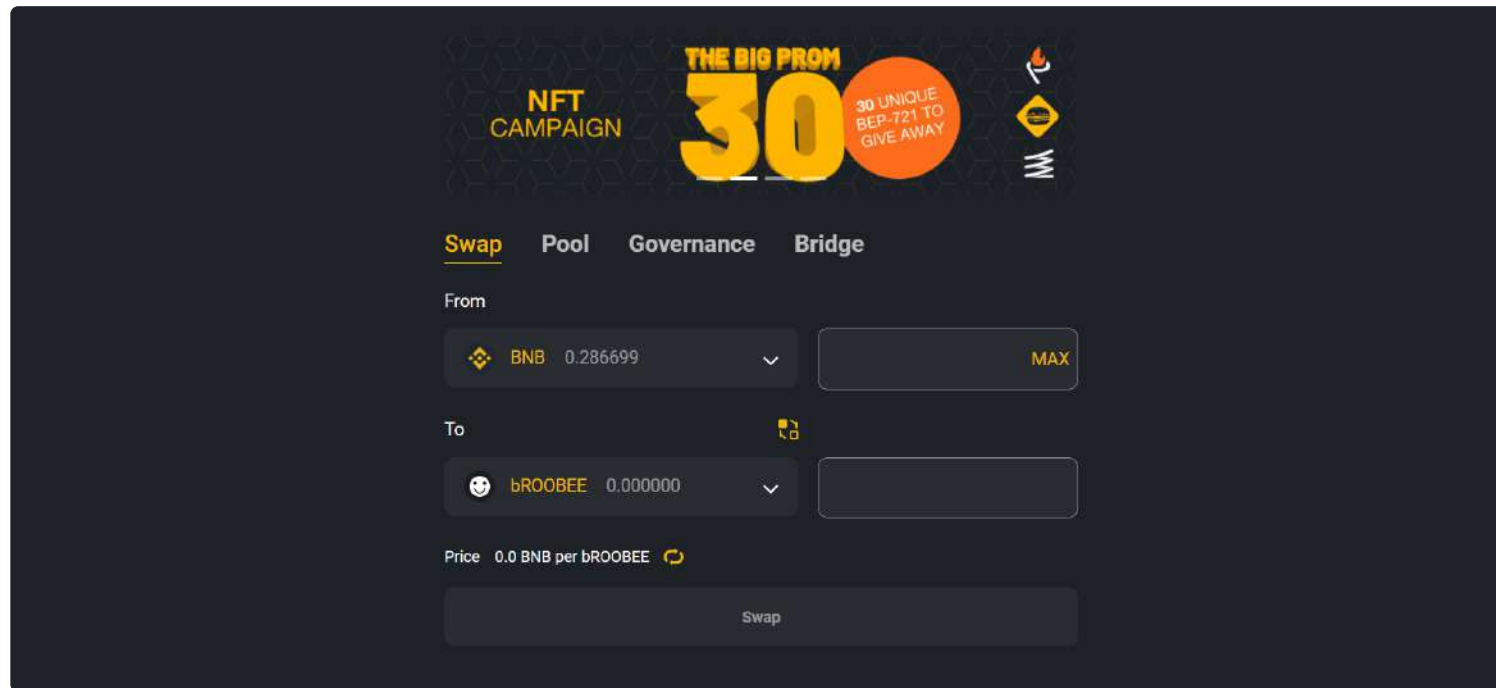 THE BIG PROM
30
NFT
CAMPAIGN
30 UNIQUE
BEP-721 TO
GIVE AWAY
Swap Pool Governance Bridge
From
BNB 0.286699
MAX
To
bROOBEE 0.000000
Price 0.0 BNB per bROOBEE
Swap